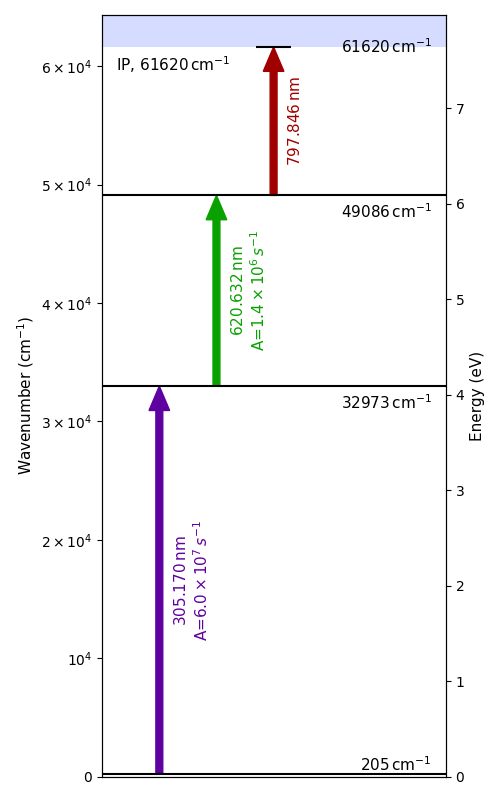 61620 cm⁻¹
IP, 61620 cm⁻¹
797.846 nm
49086 cm⁻¹
620.632 nm
A=1.4 × 10⁶ s⁻¹
32973 cm⁻¹
305.170 nm
A=6.0 × 10⁷ s⁻¹
205 cm⁻¹
Wavenumber (cm⁻¹)
6 × 10⁴
5 × 10⁴
4 × 10⁴
3 × 10⁴
2 × 10⁴
10⁴
0
Energy (eV)
7
6
5
4
3
2
1
0